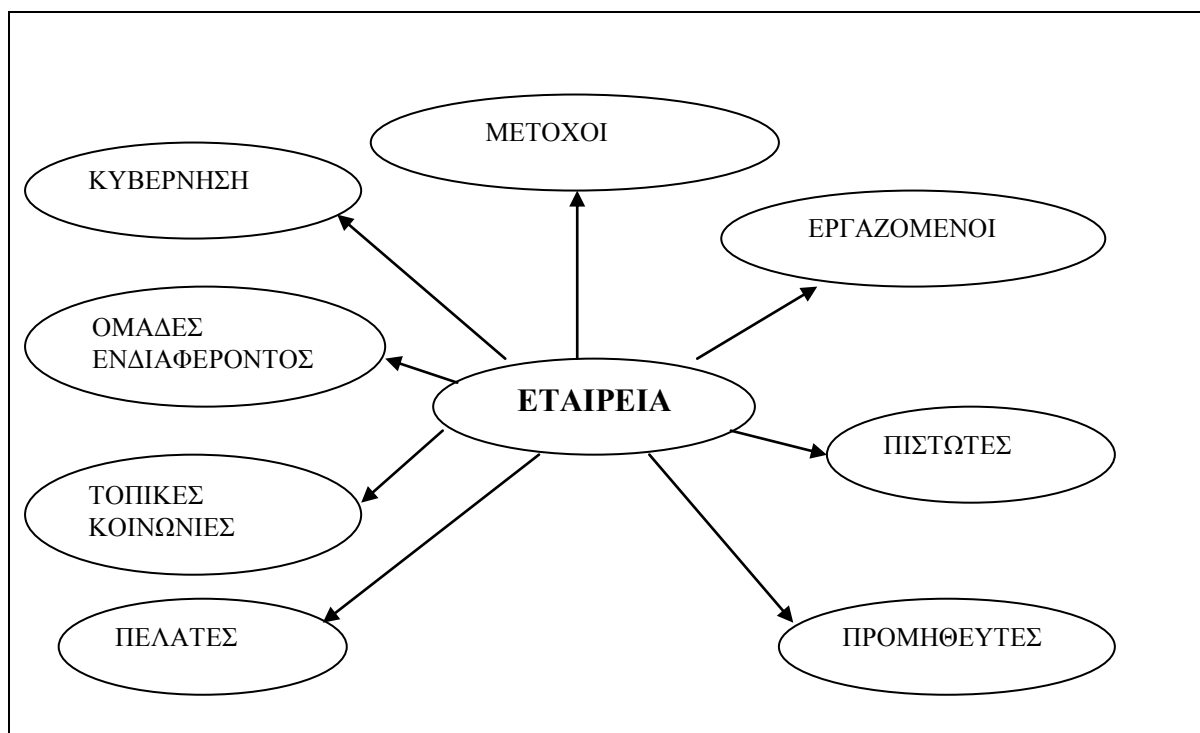 ΜΕΤΟΧΟΙ
ΚΥΒΕΡΝΗΣΗ
ΕΡΓΑΖΟΜΕΝΟΙ
ΟΜΑΔΕΣ
ΕΝΔΙΑΦΕΡΟΝΤΟΣ
ΕΤΑΙΡΕΙΑ
ΠΙΣΤΩΤΕΣ
ΤΟΠΙΚΕΣ
ΚΟΙΝΩΝΙΕΣ
ΠΕΛΑΤΕΣ
ΠΡΟΜΗΘΕΥΤΕΣ